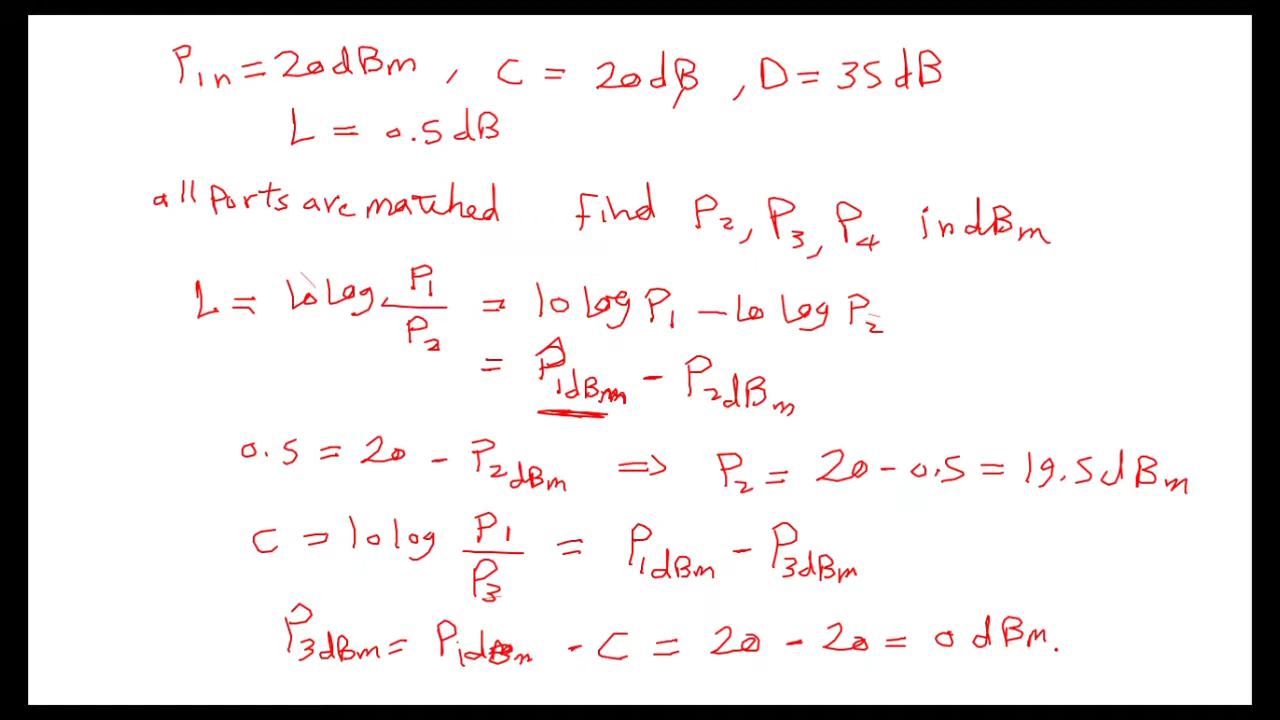 Pin = 20dBm, C = 20dB, D = 35dB
L = 0.5dB
all Ports are matched find P2, P3, P4 in dBm
L = 10 log P1/P2 = 10 log P1 - 10 log P2
= P1dBm - P2dBm
0.5 = 20 - P2dBm ⇒ P2 = 20 - 0.5 = 19.5dBm
C = 10 log P1/P3 = P1dBm - P3dBm
P3dBm = P1dBm - C = 20 - 20 = 0 dBm.